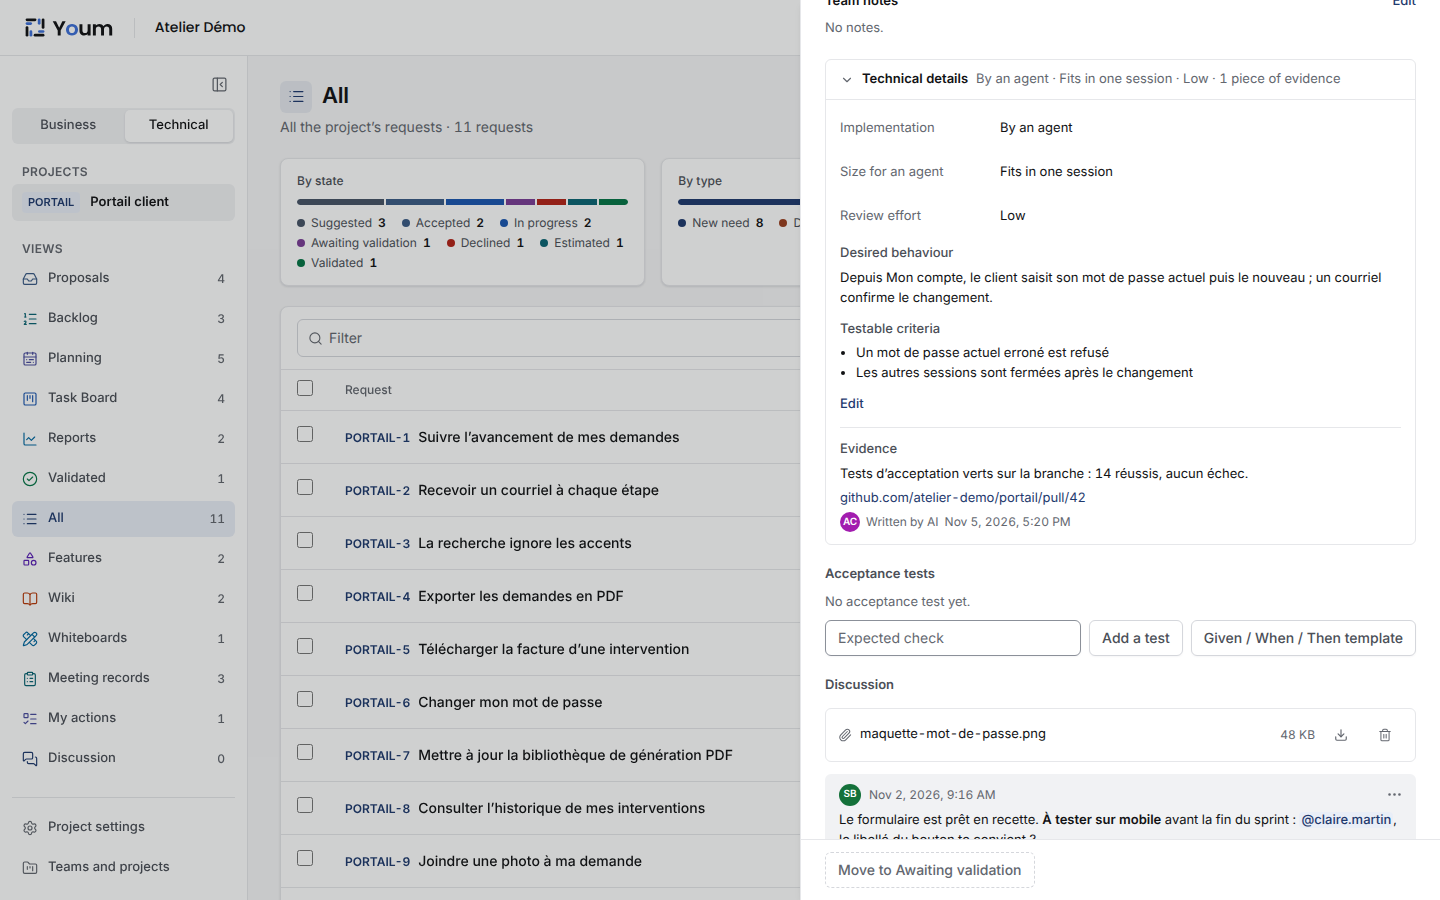 Youm
Atelier Démo
Business
Technical
PROJECTS
PORTAIL Portail client
VIEWS
Proposals 4
Backlog 3
Planning 5
Task Board 4
Reports 2
Validated 1
All 11
Features 2
Wiki 2
Whiteboards 1
Meeting records 3
My actions 1
Discussion 0
Project settings
Teams and projects
All
All the project's requests · 11 requests
By state
Suggested 3 Accepted 2 In progress 2
Awaiting validation 1 Declined 1 Estimated 1
Validated 1
By type
New need 8
Filter
Request
PORTAIL-1 Suivre l’avancement de mes demandes
PORTAIL-2 Recevoir un courriel à chaque étape
PORTAIL-3 La recherche ignore les accents
PORTAIL-4 Exporter les demandes en PDF
PORTAIL-5 Télécharger la facture d’une intervention
PORTAIL-6 Changer mon mot de passe
PORTAIL-7 Mettre à jour la bibliothèque de génération PDF
PORTAIL-8 Consulter l’historique de mes interventions
PORTAIL-9 Joindre une photo à ma demande
Team notes Edit
No notes.
Technical details By an agent · Fits in one session · Low · 1 piece of evidence
Implementation By an agent
Size for an agent Fits in one session
Review effort Low
Desired behaviour
Depuis Mon compte, le client saisit son mot de passe actuel puis le nouveau ; un courriel
confirme le changement.
Testable criteria
• Un mot de passe actuel erroné est refusé
• Les autres sessions sont fermées après le changement
Edit
Evidence
Tests d’acceptation verts sur la branche : 14 réussis, aucun échec.
github.com/atelier-demo/portail/pull/42
AC Written by AI Nov 5, 2026, 5:20 PM
Acceptance tests
No acceptance test yet.
Expected check
Add a test
Given / When / Then template
Discussion
maquette-mot-de-passe.png 48 KB
SB Nov 2, 2026, 9:16 AM
Le formulaire est prêt en recette. À tester sur mobile avant la fin du sprint : @claire.martin,
le libellé du bouton te convient ?
Move to Awaiting validation